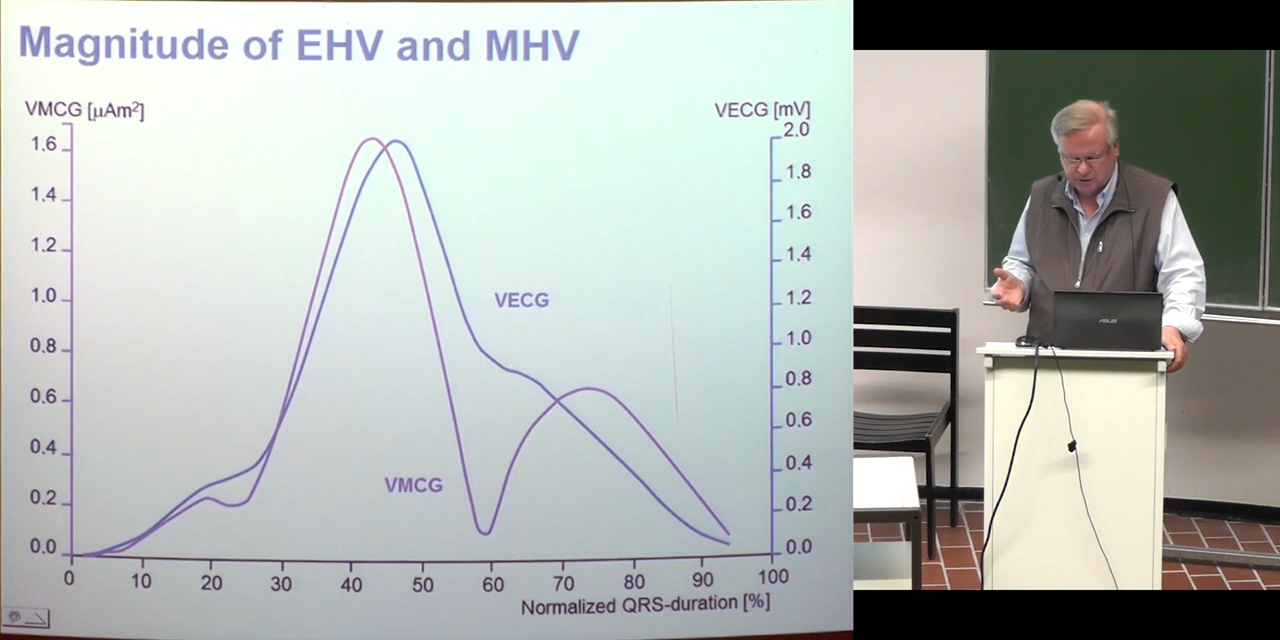 Magnitude of EHV and MHV
VMCG [µAm²]
VECG [mV]
1.6
1.4
1.2
1.0
0.8
0.6
0.4
0.2
0.0
2.0
1.8
1.6
1.4
1.2
1.0
0.8
0.6
0.4
0.2
0.0
VECG
VMCG
0 10 20 30 40 50 60 70 80 90 100
Normalized QRS-duration [%]
ASUS